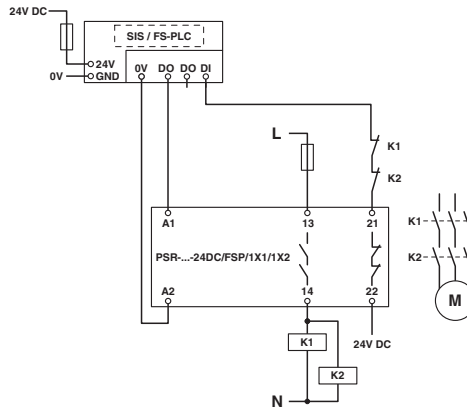 24V DC
SIS / FS-PLC
24V
0V
GND
0V DO DO DI
L
K1
K2
A1
13
21
PSR-...-24DC/FSP/1X1/1X2
K1
K2
A2
14
22
M
K1
24V DC
K2
N